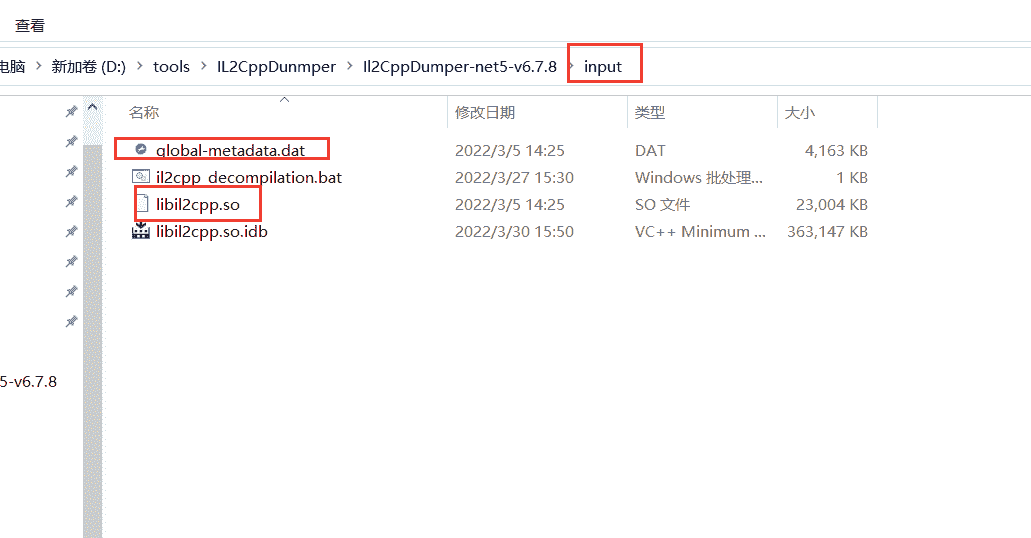 查看
电脑 > 新加卷 (D:) > tools > IL2CppDunmper > Il2CppDumper-net5-v6.7.8 > input
名称 修改日期 类型 大小
global-metadata.dat 2022/3/5 14:25 DAT 4,163 KB
il2cpp_decompilation.bat 2022/3/27 15:30 Windows 批处理... 1 KB
libil2cpp.so 2022/3/5 14:25 SO 文件 23,004 KB
libil2cpp.so.idb 2022/3/30 15:50 VC++ Minimum ... 363,147 KB
5-v6.7.8